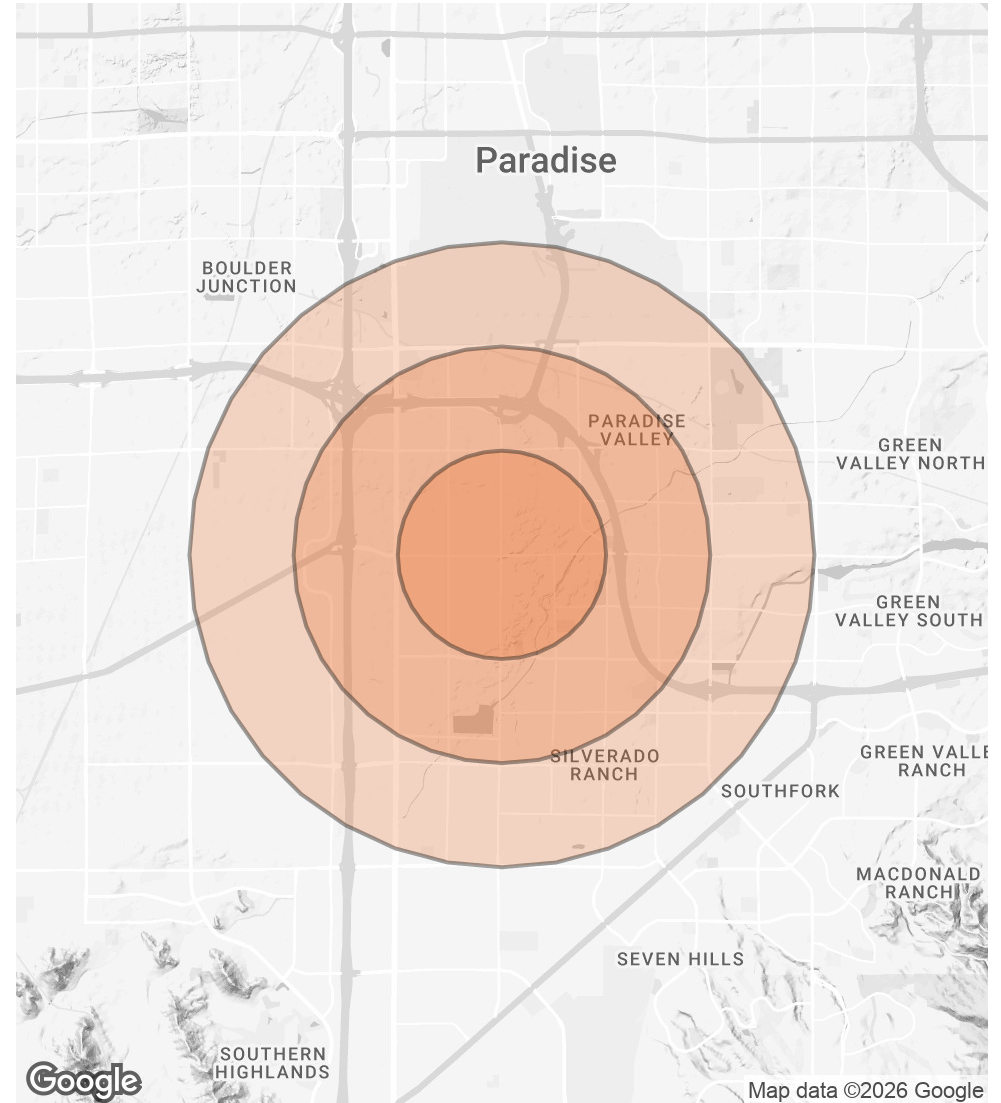 Paradise
BOULDER
JUNCTION
PARADISE
VALLEY
GREEN
VALLEY NORTH
GREEN
VALLEY SOUTH
SILVERADO
RANCH
GREEN VALLE
RANCH
SOUTHFORK
MACDONALD
RANCH
SEVEN HILLS
SOUTHERN
HIGHLANDS
Google
Map data ©2026 Google